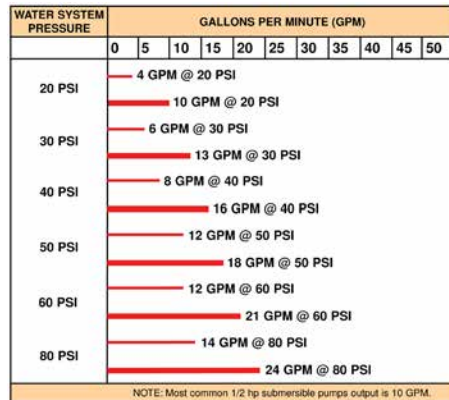 WATER SYSTEM PRESSURE
GALLONS PER MINUTE (GPM)
0 5 10 15 20 25 30 35 40 45 50
20 PSI
4 GPM @ 20 PSI
10 GPM @ 20 PSI
30 PSI
6 GPM @ 30 PSI
13 GPM @ 30 PSI
40 PSI
8 GPM @ 40 PSI
16 GPM @ 40 PSI
50 PSI
12 GPM @ 50 PSI
18 GPM @ 50 PSI
60 PSI
12 GPM @ 60 PSI
21 GPM @ 60 PSI
80 PSI
14 GPM @ 80 PSI
24 GPM @ 80 PSI
NOTE: Most common 1/2 hp submersible pumps output is 10 GPM.